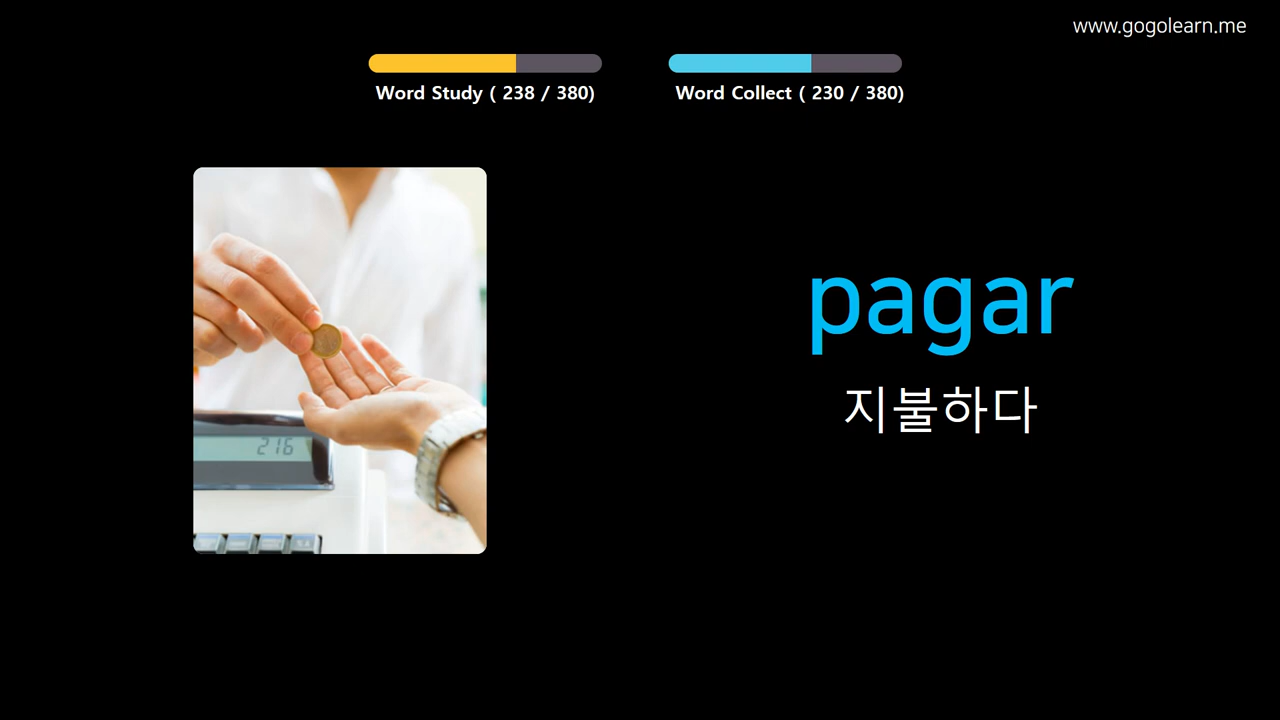 www.gogolearn.me
Word Study ( 238 / 380)
Word Collect ( 230 / 380)
pagar
지불하다
216